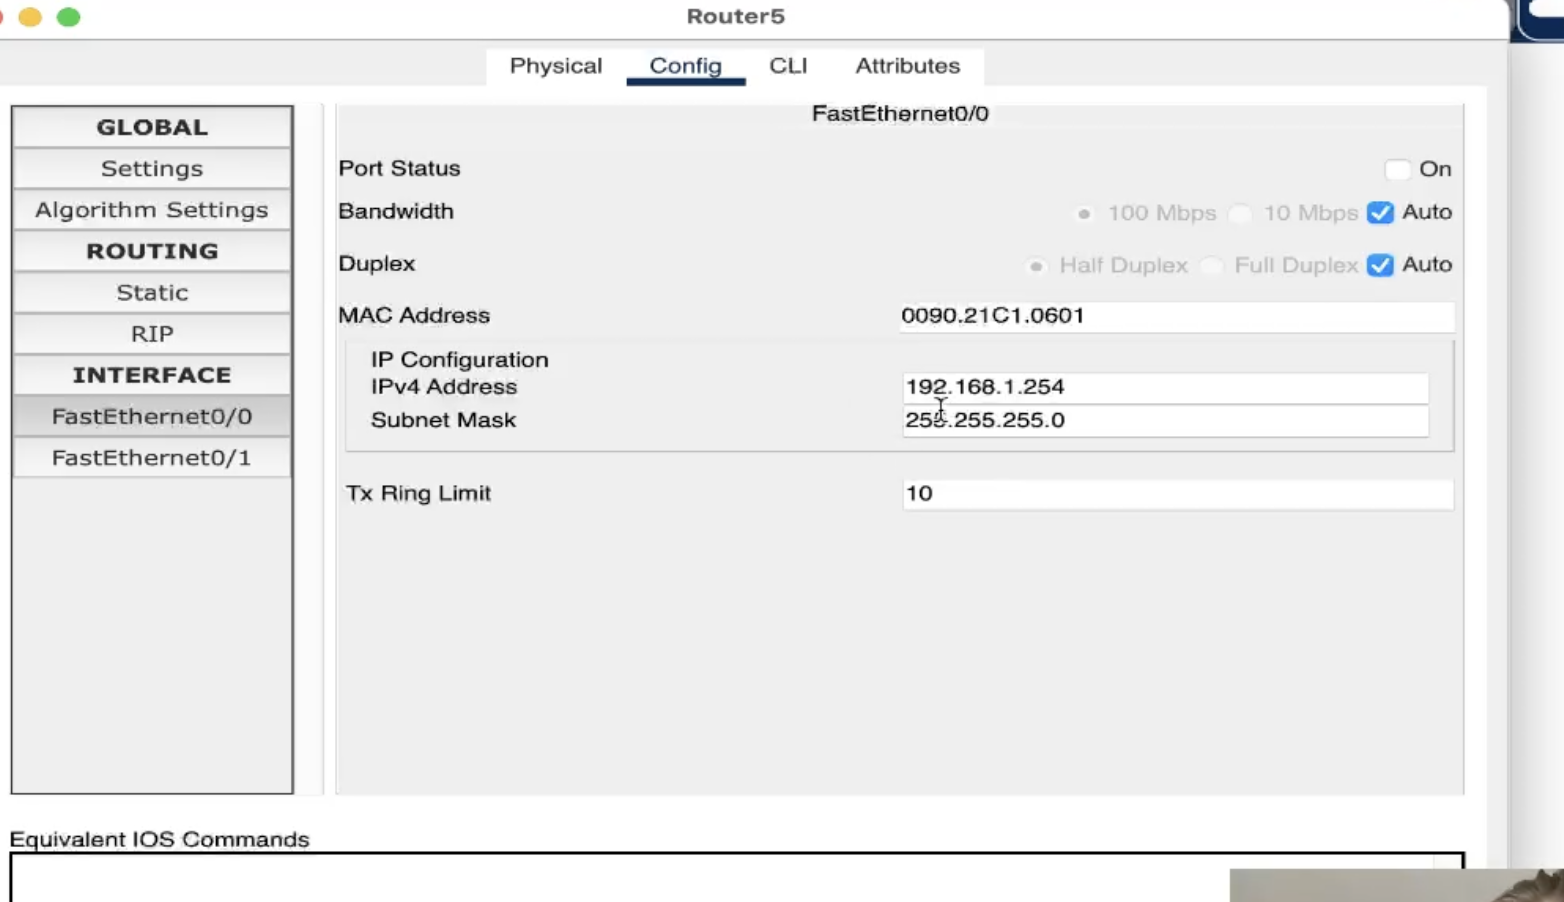 Router5
Physical Config CLI Attributes
GLOBAL
Settings
Algorithm Settings
ROUTING
Static
RIP
INTERFACE
FastEthernet0/0
FastEthernet0/1
FastEthernet0/0
Port Status On
Bandwidth 100 Mbps 10 Mbps Auto
Duplex Half Duplex Full Duplex Auto
MAC Address 0090.21C1.0601
IP Configuration
IPv4 Address 192.168.1.254
Subnet Mask 255.255.255.0
Tx Ring Limit 10
Equivalent IOS Commands